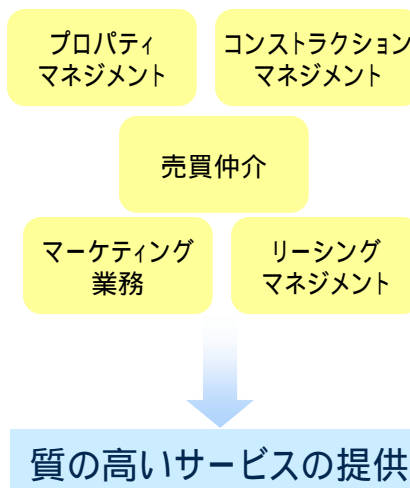 プロパティ
マネジメント
コンストラクション
マネジメント
売買仲介
マーケティング
業務
リーシング
マネジメント
質の高いサービスの提供